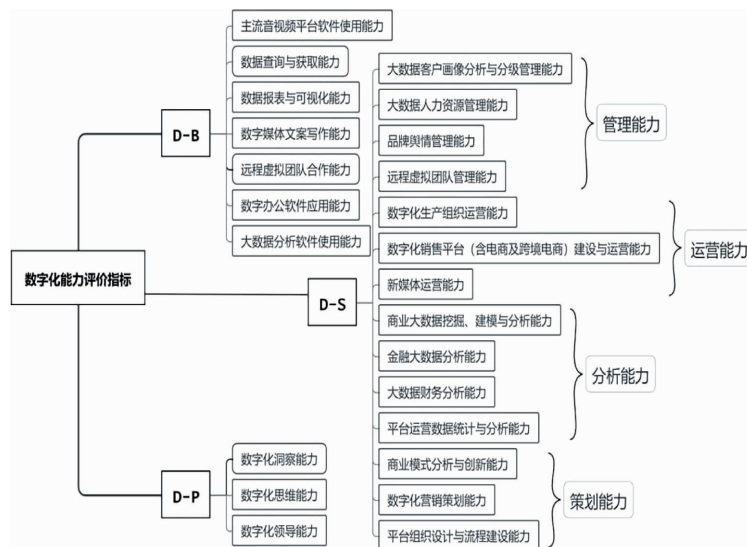 数字化能力评价指标
D-B
主流音视频平台软件使用能力
数据查询与获取能力
数据报表与可视化能力
数字媒体文案写作能力
远程虚拟团队合作能力
数字办公软件应用能力
大数据分析软件使用能力
D-S
大数据客户画像分析与分级管理能力
大数据人力资源管理能力
品牌舆情管理能力
远程虚拟团队管理能力
管理能力
数字化生产组织运营能力
数字化销售平台（含电商及跨境电商）建设与运营能力
新媒体运营能力
运营能力
商业大数据挖掘、建模与分析能力
金融大数据分析能力
大数据财务分析能力
平台运营数据统计与分析能力
分析能力
商业模式分析与创新能力
数字化营销策划能力
平台组织设计与流程建设能力
策划能力
D-P
数字化洞察能力
数字化思维能力
数字化领导能力